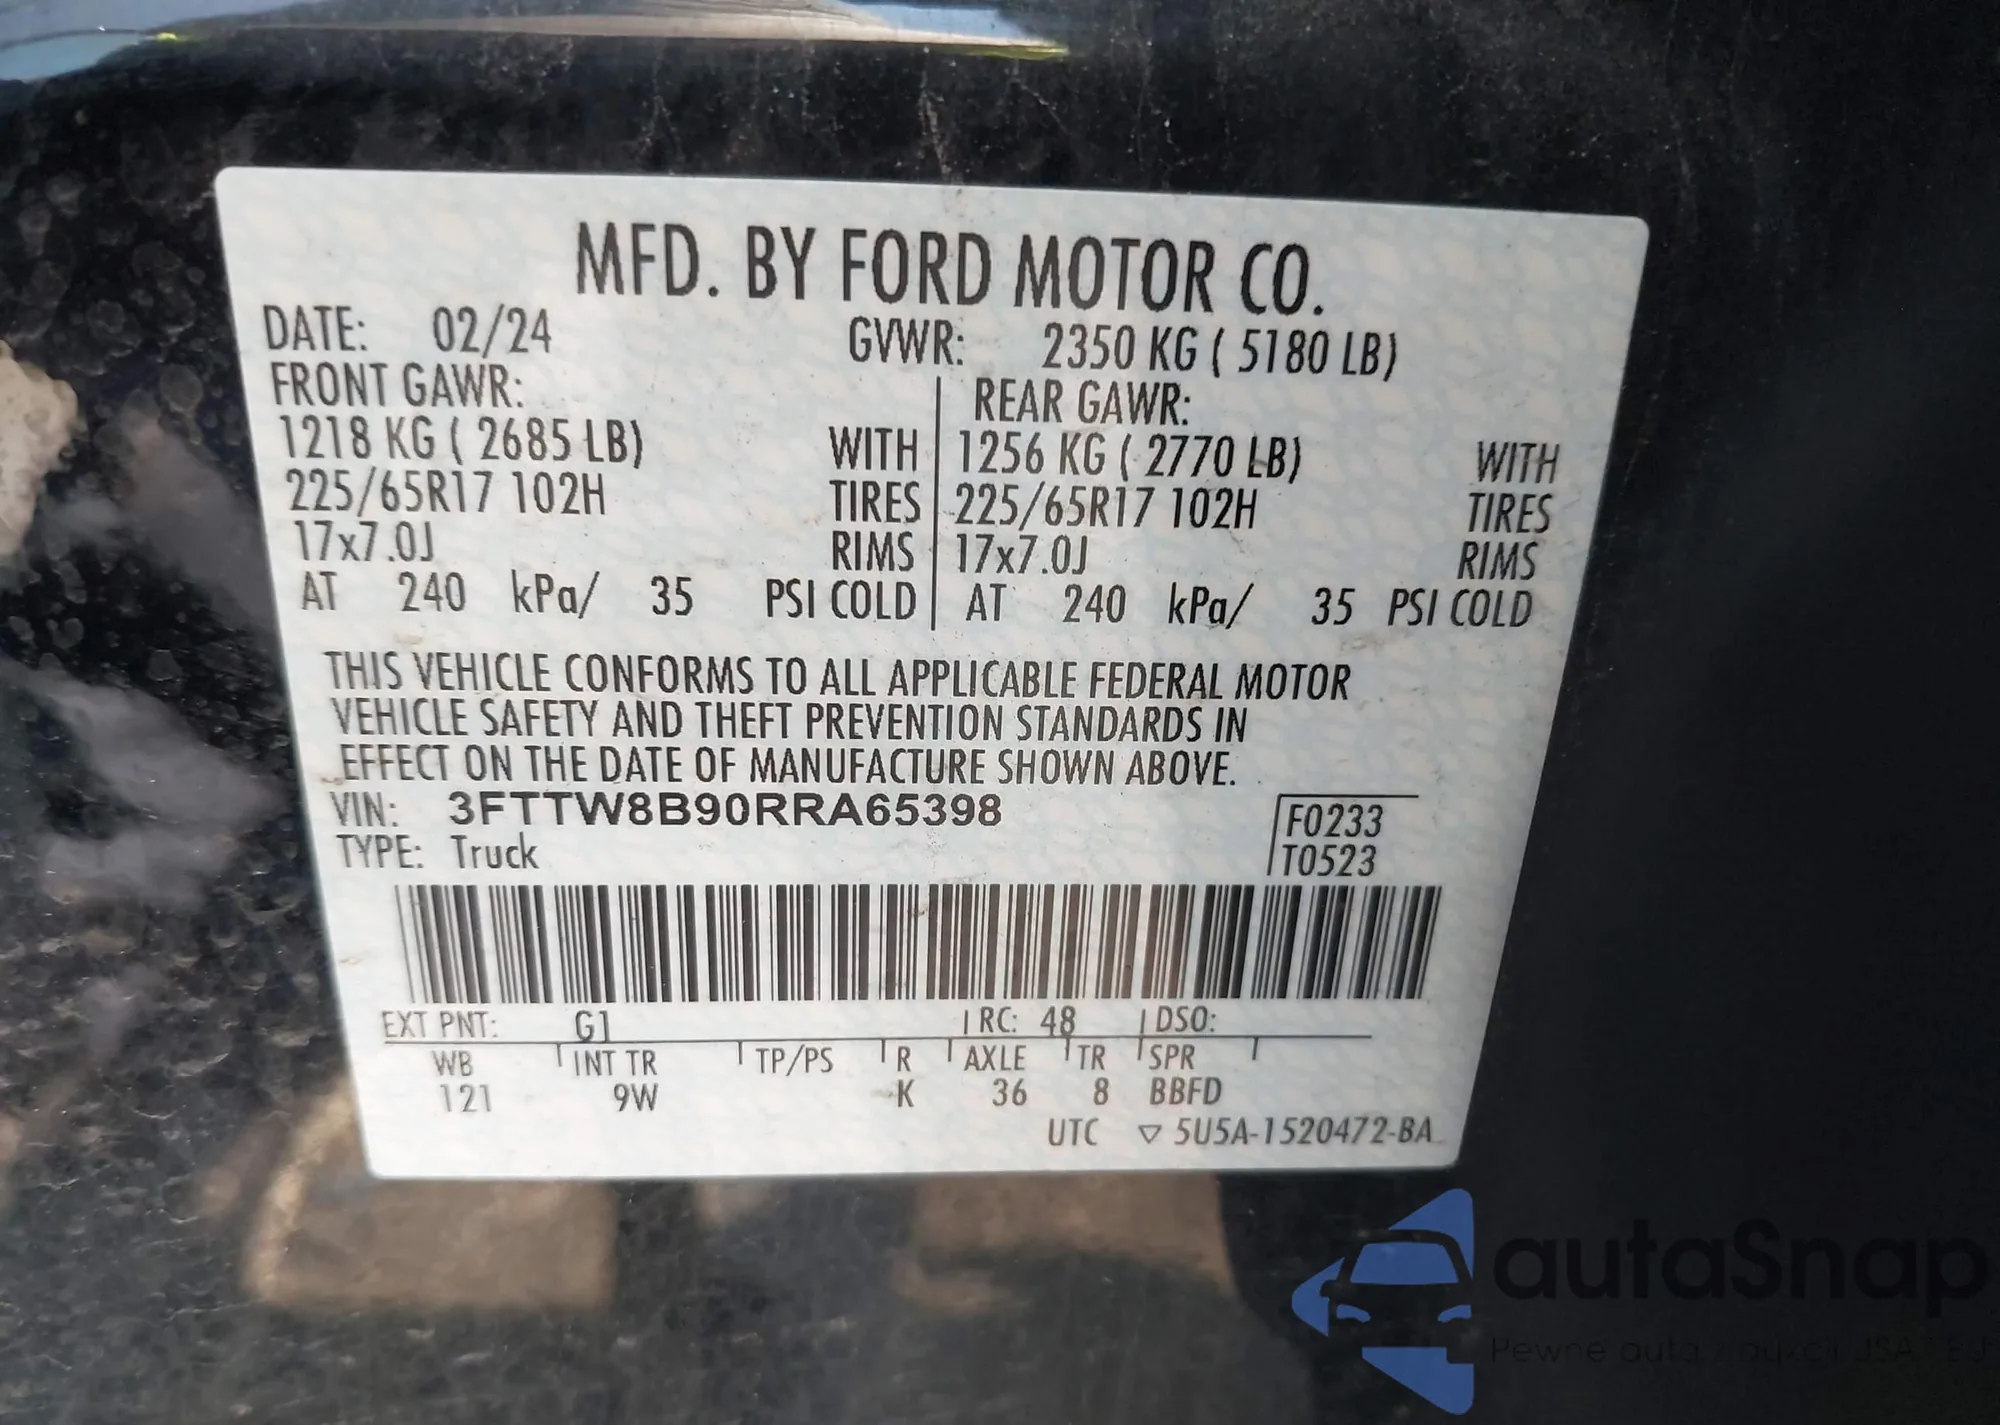 MFD. BY FORD MOTOR CO.
DATE: 02/24 GVWR: 2350 KG ( 5180 LB)
FRONT GAWR: REAR GAWR:
1218 KG ( 2685 LB) WITH 1256 KG ( 2770 LB) WITH
225/65R17 102H TIRES 225/65R17 102H TIRES
17x7.0J RIMS 17x7.0J RIMS
AT 240 kPa/ 35 PSI COLD AT 240 kPa/ 35 PSI COLD
THIS VEHICLE CONFORMS TO ALL APPLICABLE FEDERAL MOTOR
VEHICLE SAFETY AND THEFT PREVENTION STANDARDS IN
EFFECT ON THE DATE OF MANUFACTURE SHOWN ABOVE.
VIN: 3FTTW8B90RRA65398 F0233
TYPE: Truck T0523
EXT PNT: G1 RC: 48 DSO:
WB INT TR TP/PS R AXLE TR SPR
121 9W K 36 8 BBFD
UTC ▽ 5U5A-1520472-BA
autaSnap
Pewne auta z aukcji USA i EU